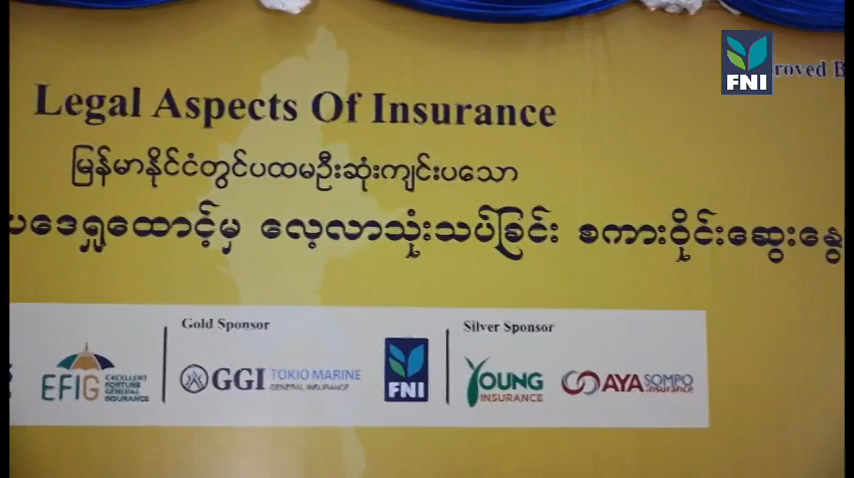 FNI
roved B
Legal Aspects Of Insurance
မြန်မာနိုင်ငံတွင်ပထမဦးဆုံးကျင်းပသော
ပဒေရှုထောင့်မှ လေ့လာသုံးသပ်ခြင်း စကားဝိုင်းဆွေးနွေ
Gold Sponsor
Silver Sponsor
EFIG EXCELLENT FORTUNE GENERAL INSURANCE
GGI TOKIO MARINE GENERAL INSURANCE
FNI
YOUNG INSURANCE
AYA SOMPO insurance